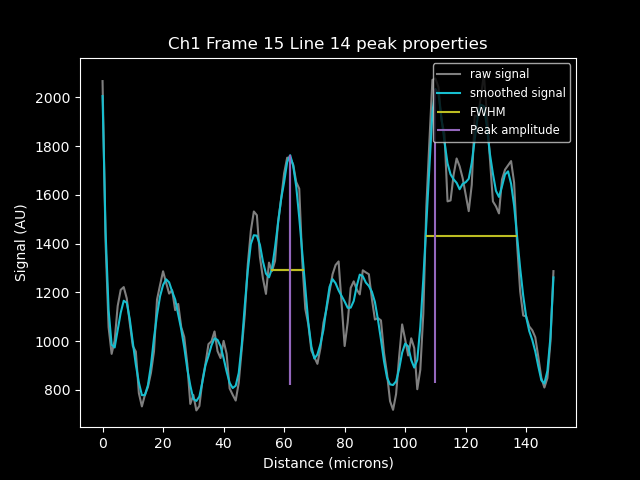 Ch1 Frame 15 Line 14 peak properties
raw signal
smoothed signal
FWHM
Peak amplitude
Signal (AU)
2000
1800
1600
1400
1200
1000
800
0 20 40 60 80 100 120 140
Distance (microns)